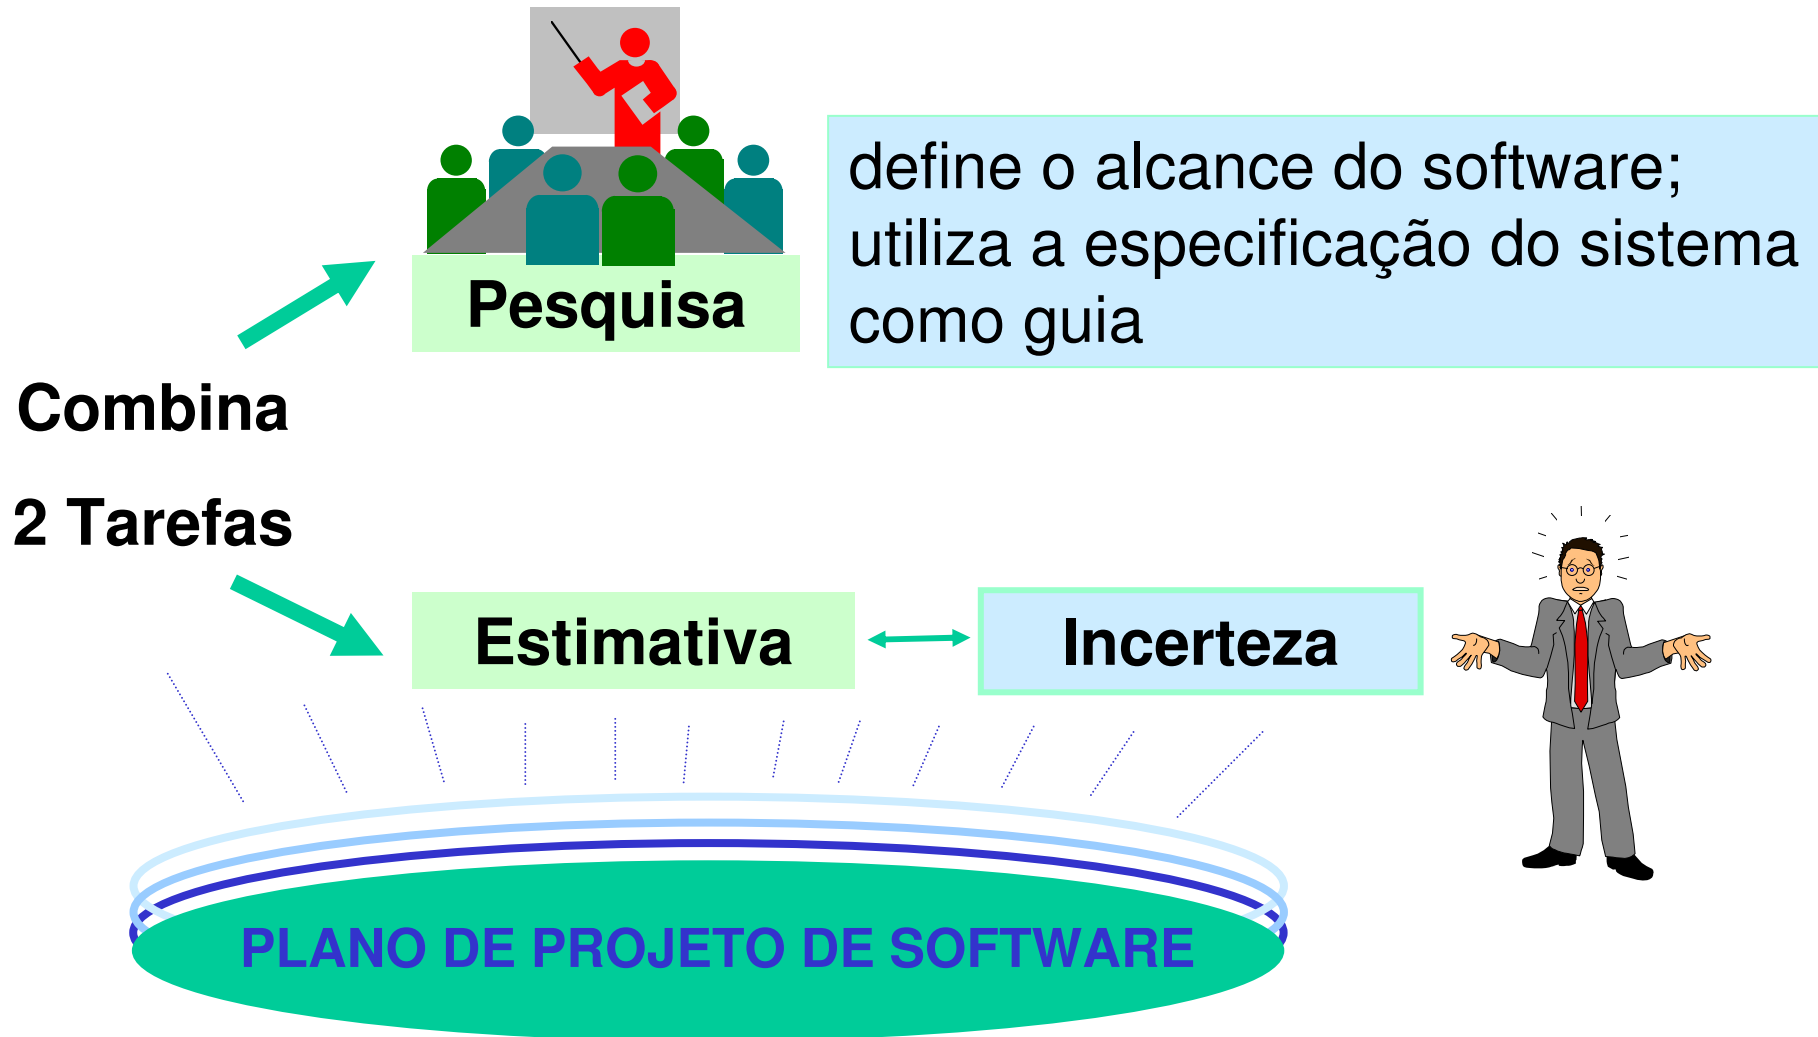 define o alcance do software;
utiliza a especificação do sistema
como guia
Pesquisa
Combina
2 Tarefas
Estimativa
Incerteza
PLANO DE PROJETO DE SOFTWARE